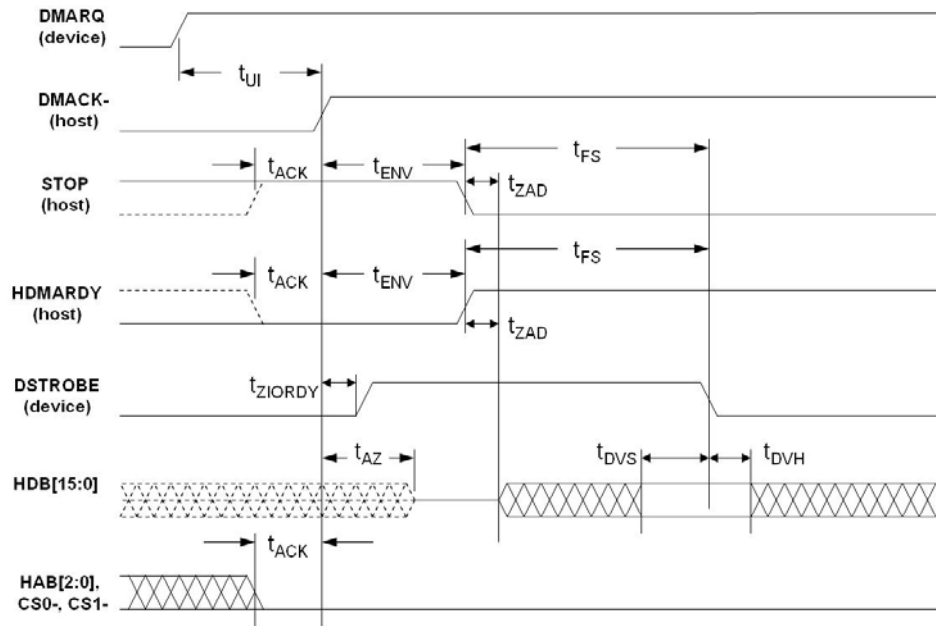 DMARQ
(device)
tUI
DMACK-
(host)
tFS
tACK
tENV
STOP
(host)
tZAD
tFS
tACK
tENV
HDMARDY
(host)
tZAD
DSTROBE
(device)
tZIORDY
tAZ
tDVS
tDVH
HDB[15:0]
tACK
HAB[2:0],
CS0-, CS1-